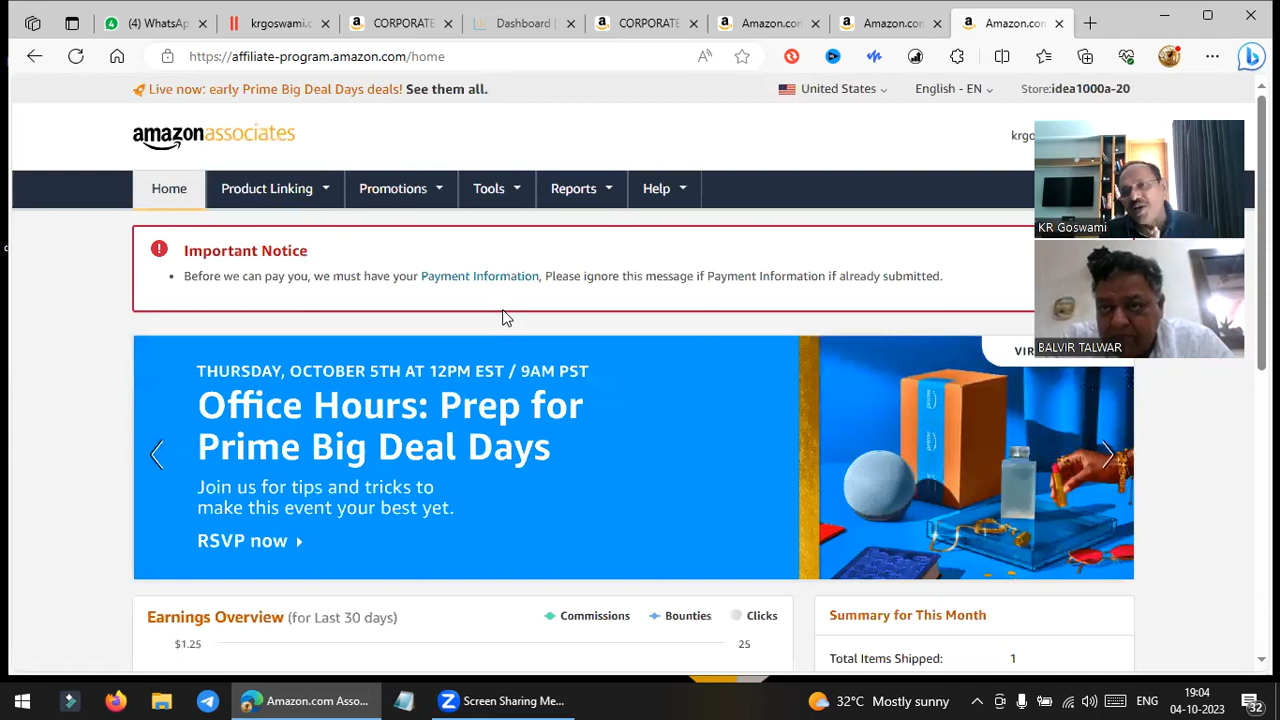 (4) WhatsAp
krgoswami.c
CORPORATE
Dashboard |
CORPORATE
Amazon.con
Amazon.con
Amazon.con
https://affiliate-program.amazon.com/home
Live now: early Prime Big Deal Days deals! See them all.
United States
English - EN
Store:idea1000a-20
amazonassociates
krgo
Home
Product Linking
Promotions
Tools
Reports
Help
KR Goswami
Important Notice
Before we can pay you, we must have your Payment Information, Please ignore this message if Payment Information if already submitted.
BALVIR TALWAR
VIR
THURSDAY, OCTOBER 5TH AT 12PM EST / 9AM PST
Office Hours: Prep for
Prime Big Deal Days
Join us for tips and tricks to
make this event your best yet.
RSVP now
prime
Earnings Overview (for Last 30 days)
Commissions
Bounties
Clicks
$1.25
25
Summary for This Month
Total Items Shipped:
1
Amazon.com Asso...
Screen Sharing Me...
32°C Mostly sunny
ENG
19:04
04-10-2023
32